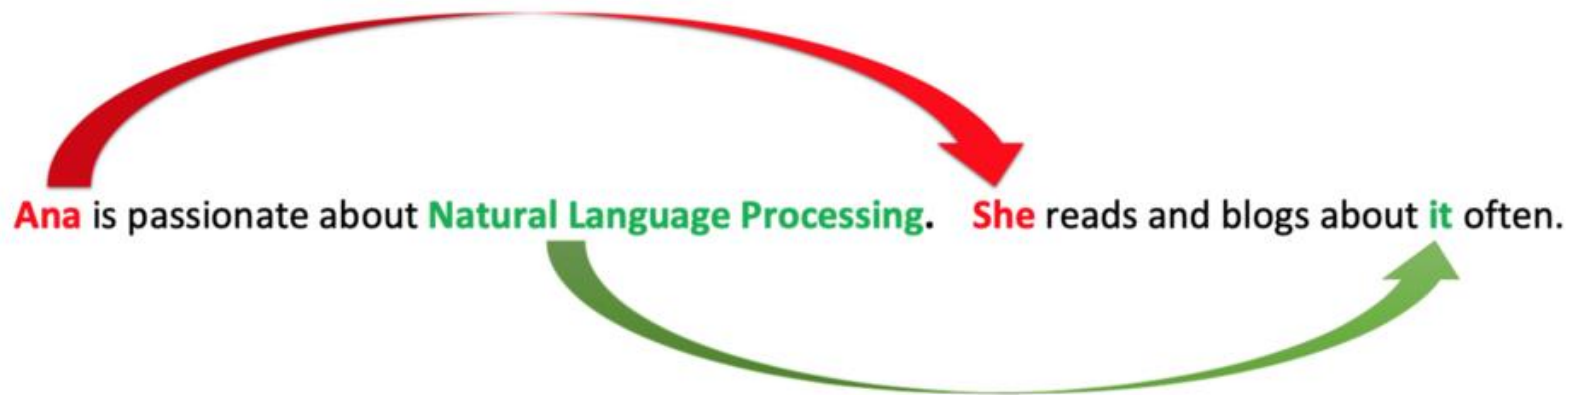 Ana is passionate about Natural Language Processing. She reads and blogs about it often.